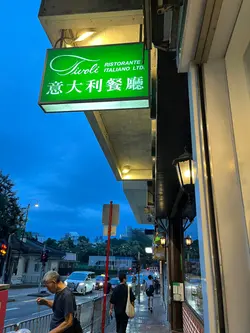 Tivoli
RISTORANTE
ITALIANO LTD.
意大利餐廳